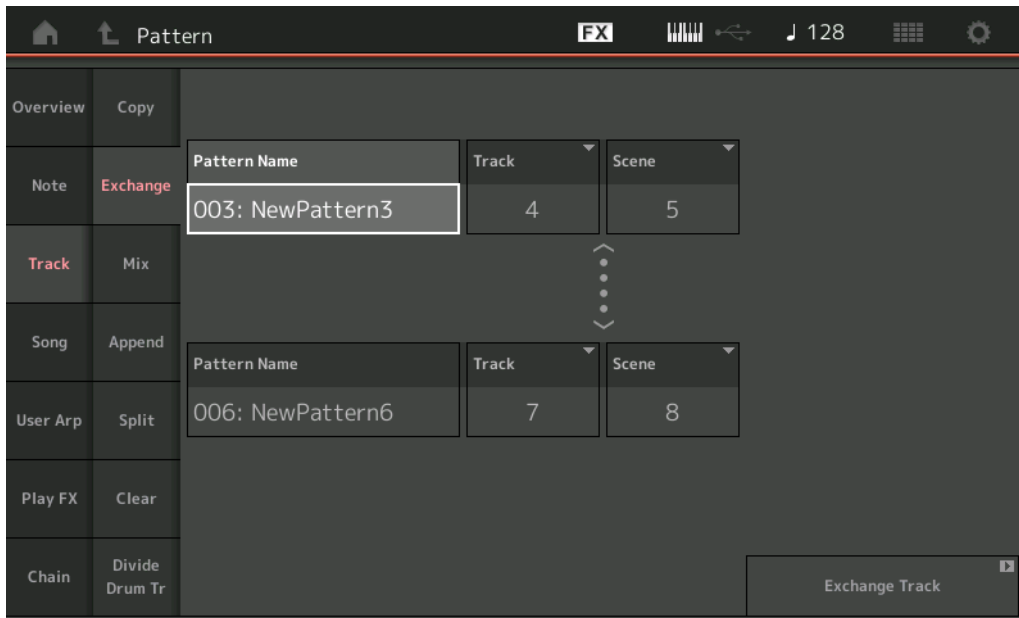 Pattern
FX
♩ 128
Overview
Copy
Note
Exchange
Track
Mix
Song
Append
User Arp
Split
Play FX
Clear
Chain
Divide
Drum Tr
Pattern Name
Track
Scene
003: NewPattern3
4
5
Pattern Name
Track
Scene
006: NewPattern6
7
8
Exchange Track